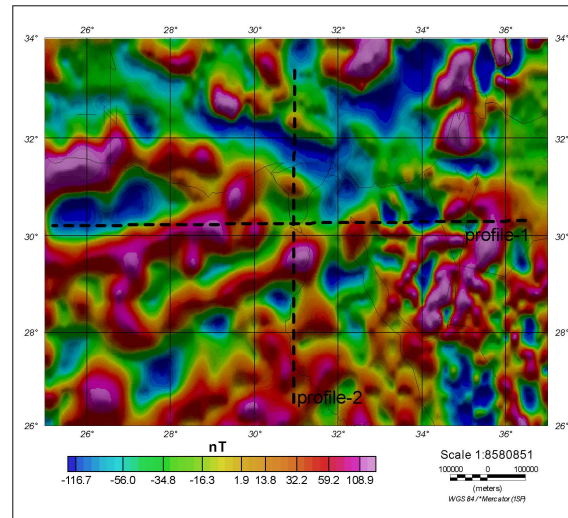 26° 28° 30° 32° 34° 36°
34° 34°
32° 32°
30° 30°
28° 28°
26° 26°
26° 28° 30° 32° 34° 36°
profile-1
profile-2
nT
-116.7 -56.0 -34.8 -16.3 1.9 13.8 32.2 59.2 108.9
Scale 1:8580851
100000 0 100000
(meters)
WGS 84 /*Mercator (1SP)